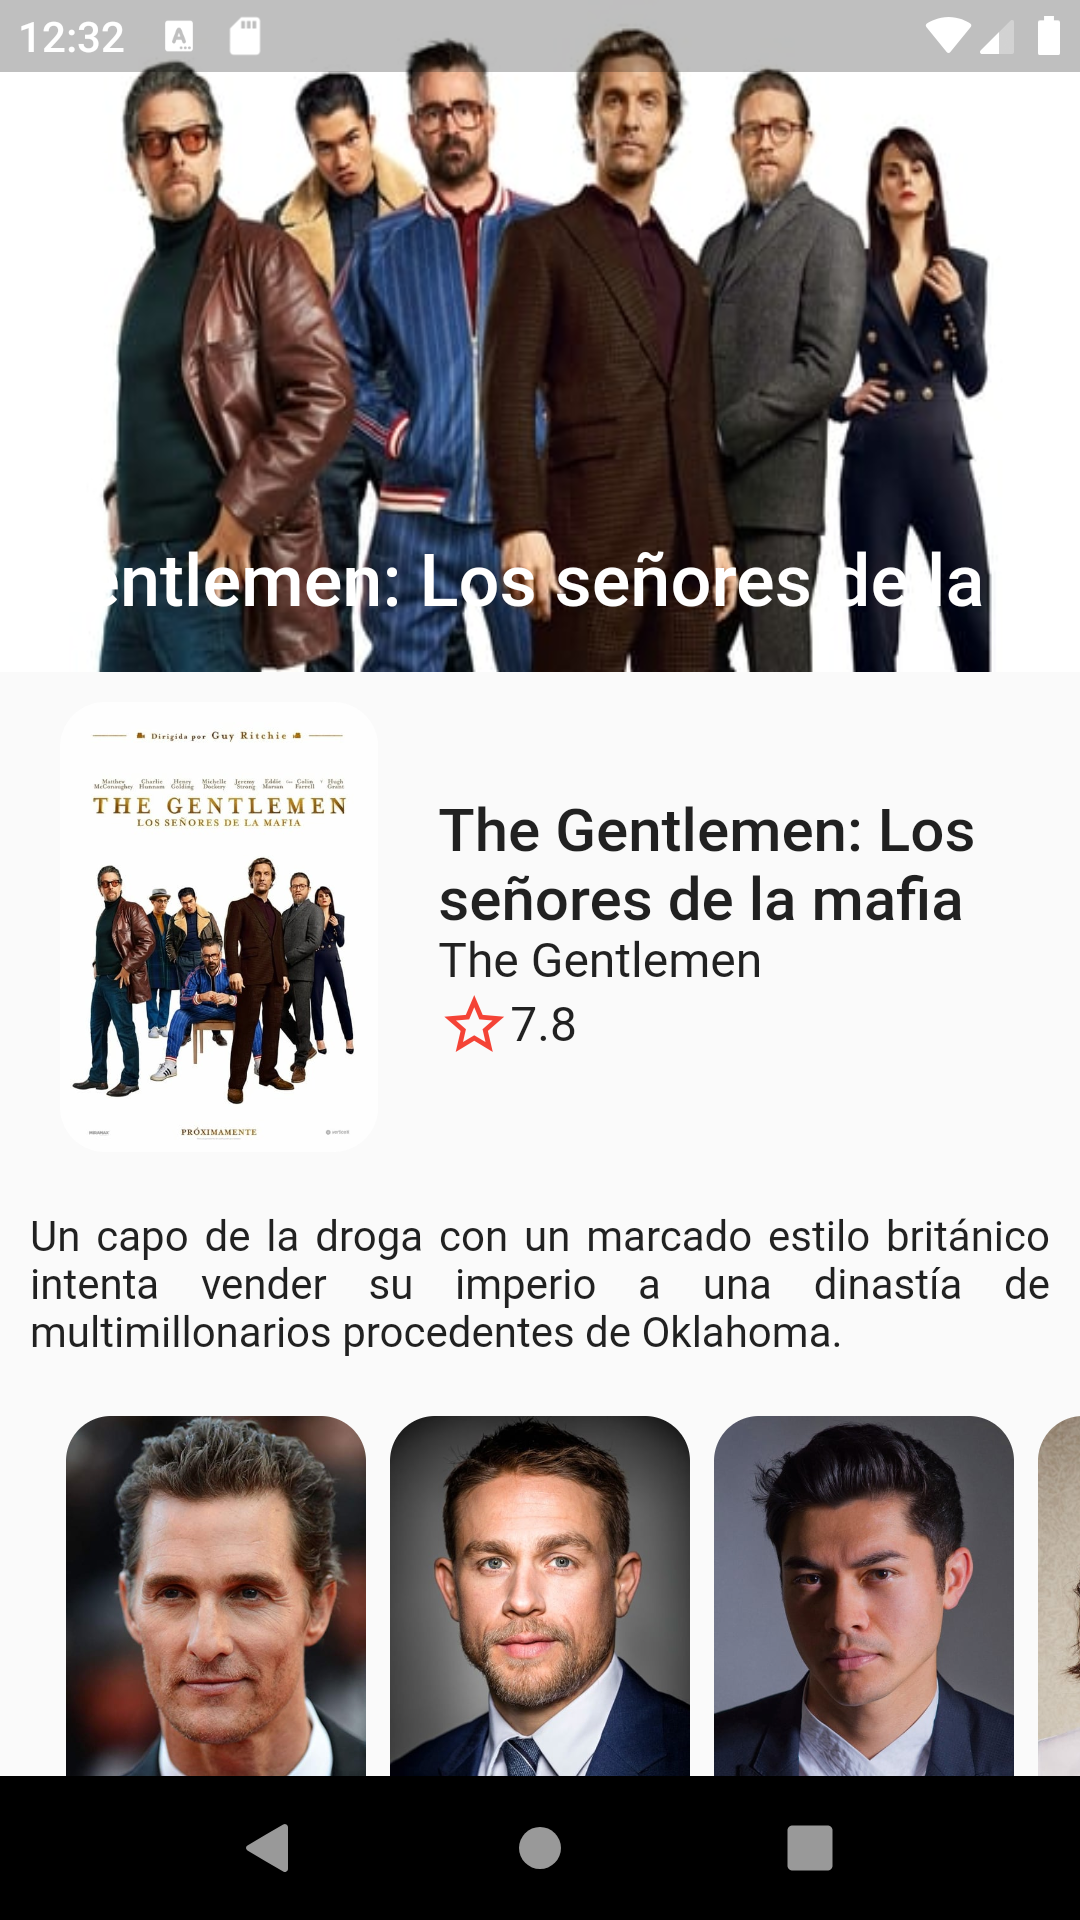 12:32
entlemen: Los señores de la
Dirigida por Guy Ritchie
Matthew McConaughey Charlie Hunnam Henry Golding Michelle Dockery Jeremy Strong Eddie Marsan Colin Farrell Hugh Grant
THE GENTLEMEN
LOS SEÑORES DE LA MAFIA
PRÓXIMAMENTE
The Gentlemen: Los
señores de la mafia
The Gentlemen
7.8
Un capo de la droga con un marcado estilo británico
intenta vender su imperio a una dinastía de
multimillonarios procedentes de Oklahoma.